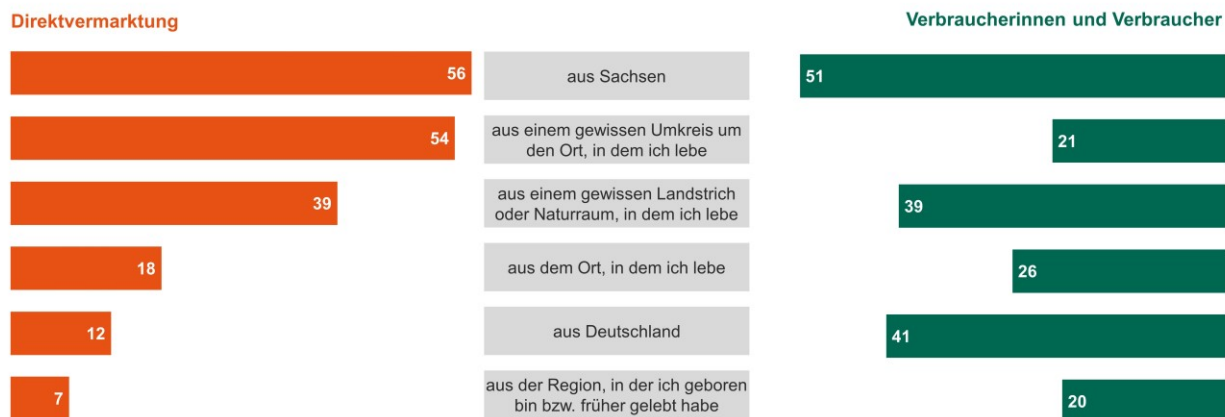 Direktvermarktung
Verbraucherinnen und Verbraucher
56
aus Sachsen
51
54
aus einem gewissen Umkreis um
den Ort, in dem ich lebe
21
39
aus einem gewissen Landstrich
oder Naturraum, in dem ich lebe
39
18
aus dem Ort, in dem ich lebe
26
12
aus Deutschland
41
7
aus der Region, in der ich geboren
bin bzw. früher gelebt habe
20